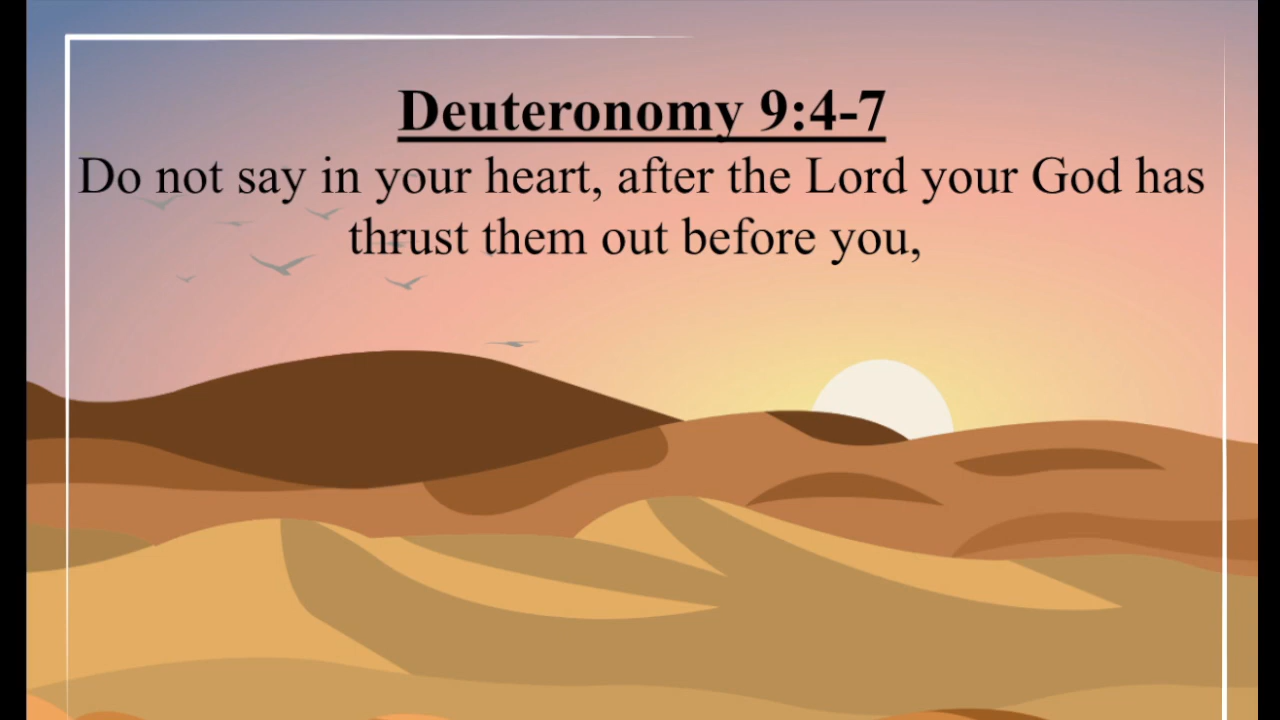 Deuteronomy 9:4-7
Do not say in your heart, after the Lord your God has
thrust them out before you,